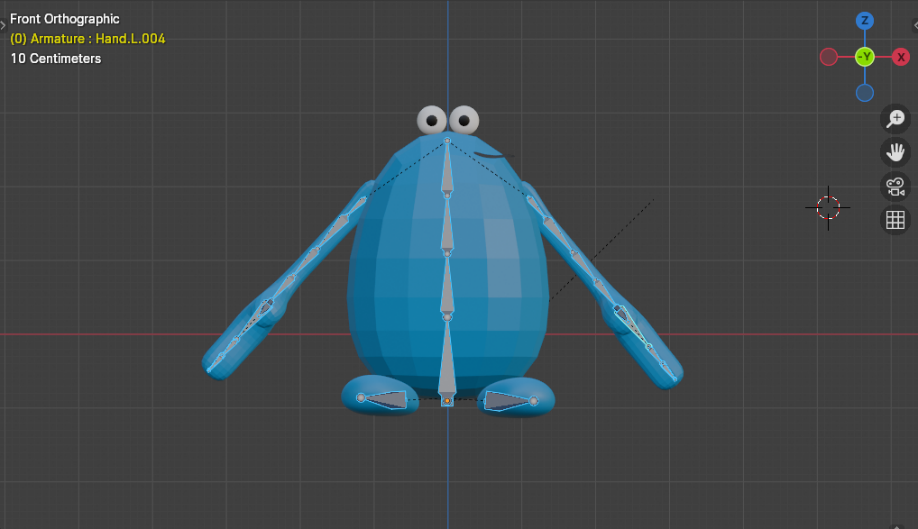 Front Orthographic
(0) Armature : Hand.L.004
10 Centimeters
Z
-Y
X